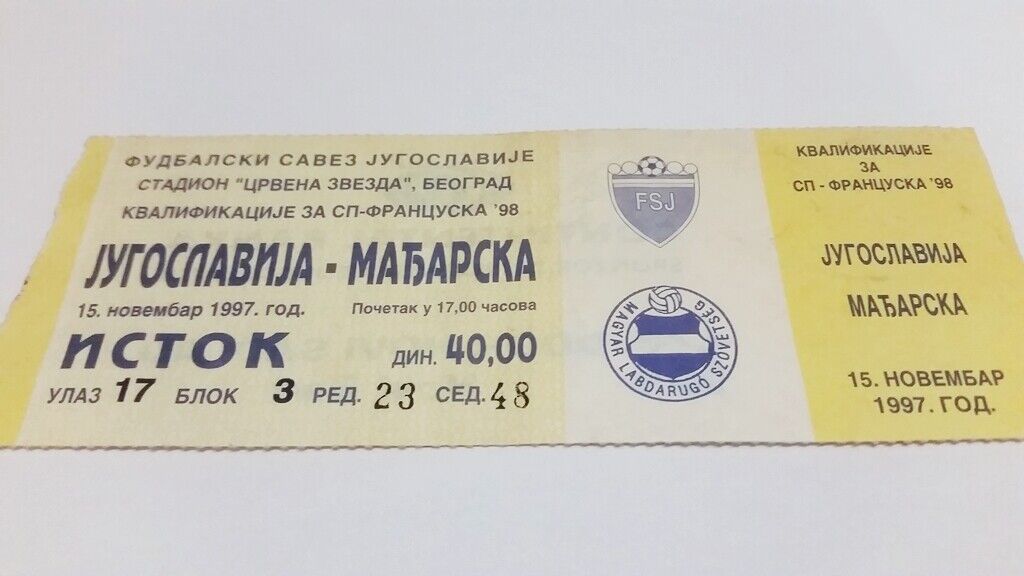 ФУДБАЛСКИ САВЕЗ ЈУГОСЛАВИЈЕ
СТАДИОН "ЦРВЕНА ЗВЕЗДА", БЕОГРАД
КВАЛИФИКАЦИЈЕ ЗА СП-ФРАНЦУСКА '98
ЈУГОСЛАВИЈА - МАЂАРСКА
15. новембар 1997. год. Почетак у 17,00 часова
ИСТОК ДИН. 40,00
УЛАЗ 17 БЛОК 3 РЕД. 23 СЕД. 48
FSJ
MAGYAR LABDARUGÓ SZÖVETSÉG
КВАЛИФИКАЦИЈЕ
ЗА
СП - ФРАНЦУСКА '98
ЈУГОСЛАВИЈА
МАЂАРСКА
15. НОВЕМБАР
1997. ГОД.